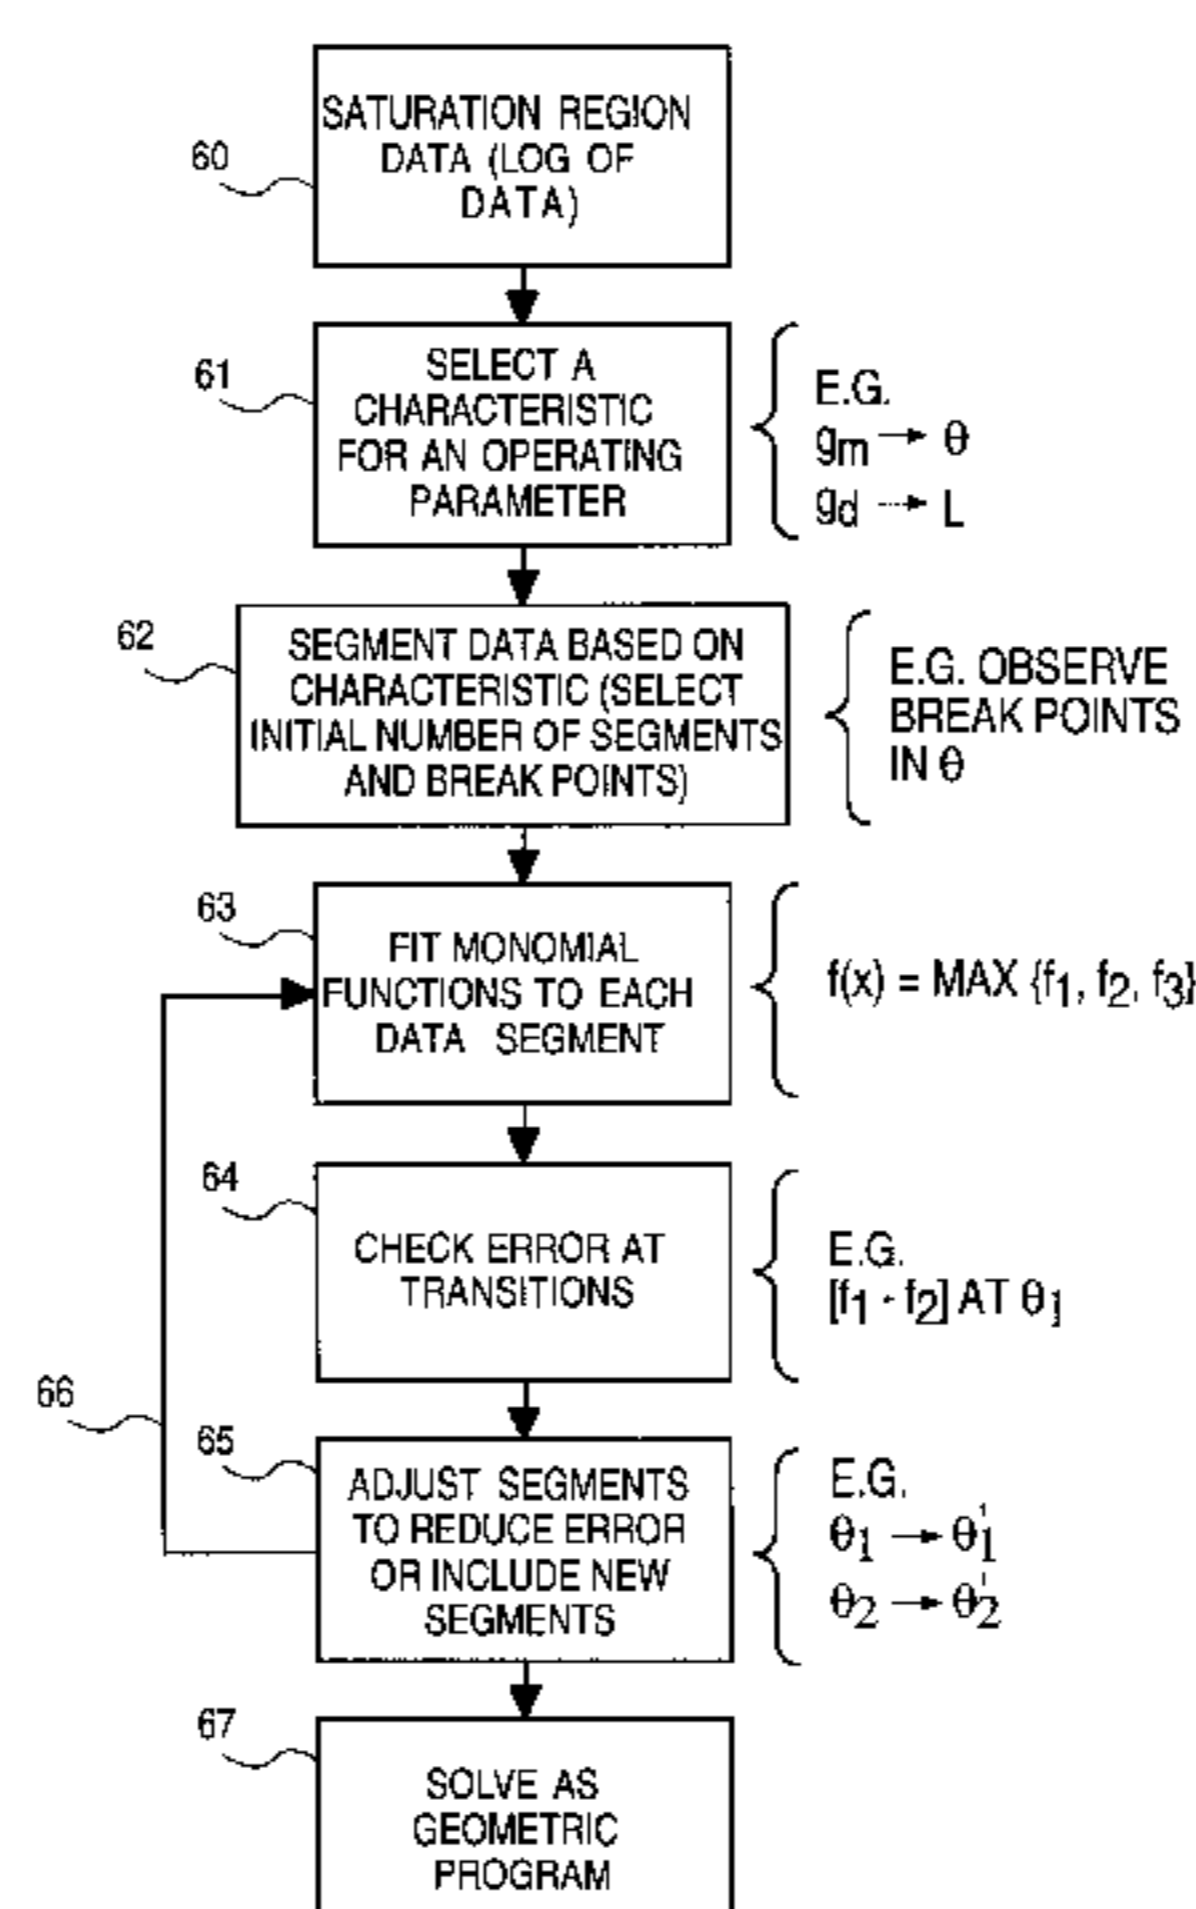 60
SATURATION REGION
DATA (LOG OF
DATA)
61
SELECT A
CHARACTERISTIC
FOR AN OPERATING
PARAMETER
E.G.
gm → θ
gd → L
62
SEGMENT DATA BASED ON
CHARACTERISTIC (SELECT
INITIAL NUMBER OF SEGMENTS
AND BREAK POINTS)
E.G. OBSERVE
BREAK POINTS
IN θ
63
FIT MONOMIAL
FUNCTIONS TO EACH
DATA SEGMENT
f(x) = MAX {f1, f2, f3}
64
CHECK ERROR AT
TRANSITIONS
E.G.
[f1 - f2] AT θ1
66
65
ADJUST SEGMENTS
TO REDUCE ERROR
OR INCLUDE NEW
SEGMENTS
E.G.
θ1 → θ1'
θ2 → θ2'
67
SOLVE AS
GEOMETRIC
PROGRAM